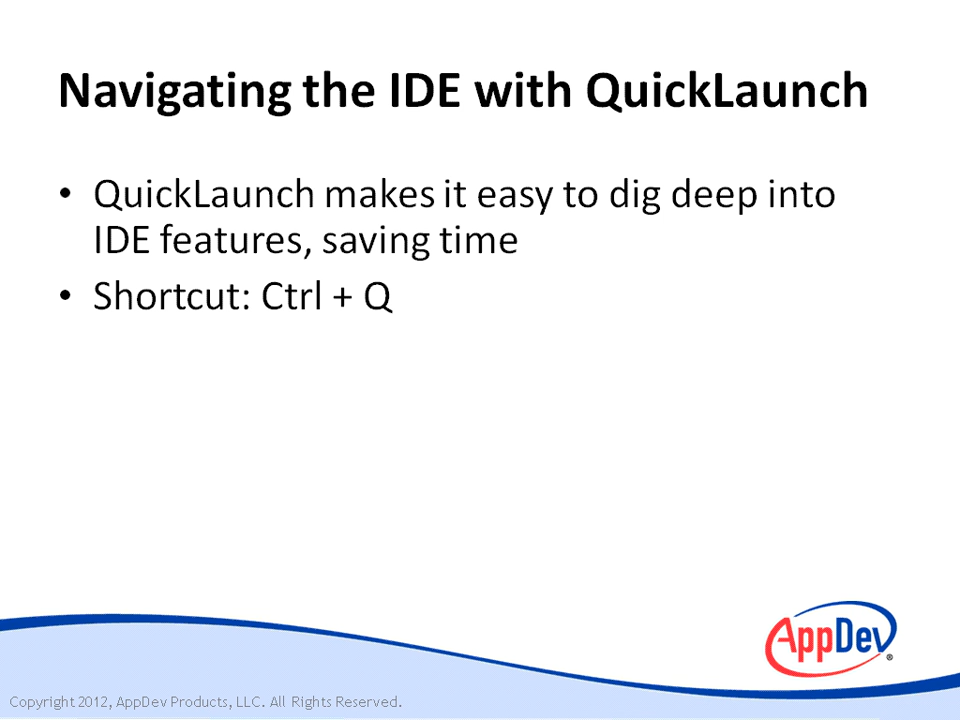 Navigating the IDE with QuickLaunch
• QuickLaunch makes it easy to dig deep into
IDE features, saving time
• Shortcut: Ctrl + Q
AppDev®
Copyright 2012, AppDev Products, LLC. All Rights Reserved.